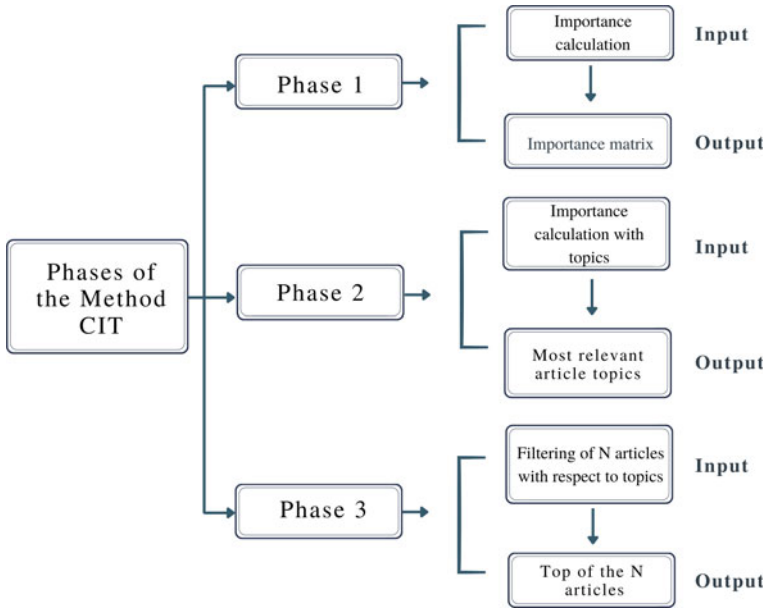 Importance
calculation
Input
Phase 1
Importance matrix
Output
Importance
calculation with
topics
Input
Phases of
the Method
CIT
Phase 2
Most relevant
article topics
Output
Filtering of N articles
with respect to topics
Input
Phase 3
Top of the N
articles
Output